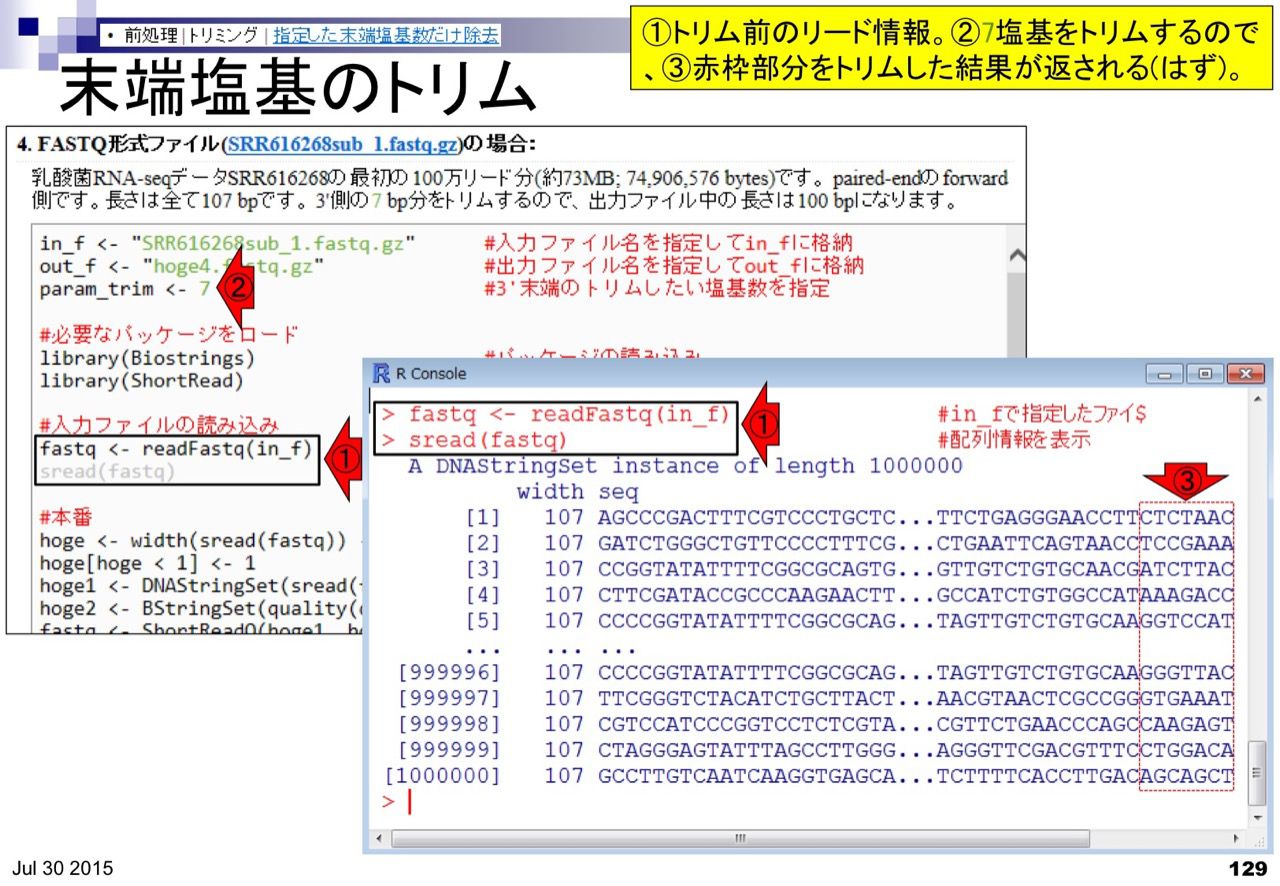 • 前処理|トリミング|指定した末端塩基数だけ除去
末端塩基のトリム
①トリム前のリード情報。②7塩基をトリムするので
、③赤枠部分をトリムした結果が返される(はず)。
4. FASTQ形式ファイル(SRR616268sub_1.fastq.gz)の場合:
乳酸菌RNA-seqデータSRR616268の最初の100万リード分(約73MB; 74,906,576 bytes)です。paired-endのforward
側です。長さは全て107 bpです。3'側の7 bp分をトリムするので、出力ファイル中の長さは100 bpになります。
in_f <- "SRR616268sub_1.fastq.gz" #入力ファイル名を指定してin_fに格納
out_f <- "hoge4.fastq.gz" #出力ファイル名を指定してout_fに格納
param_trim <- 7 #3'末端のトリムしたい塩基数を指定
②
#必要なパッケージをロード
library(Biostrings) #パッケージの読み込み
library(ShortRead)
#入力ファイルの読み込み
fastq <- readFastq(in_f)
sread(fastq)
①
#本番
hoge <- width(sread(fastq))
hoge[hoge < 1] <- 1
hoge1 <- DNAStringSet(sread(
hoge2 <- BStringSet(quality(
fastq <- ShortReadQ(hoge1,
R Console
> fastq <- readFastq(in_f) #in_fで指定したファイ$
> sread(fastq) #配列情報を表示
①
A DNAStringSet instance of length 1000000
③
width seq
[1] 107 AGCCCGACTTTCGTCCCTGCTC...TTCTGAGGGAACCTTCTCTAAC
[2] 107 GATCTGGGCTGTTCCCCTTTCG...CTGAATTCAGTAACCTCCGAAA
[3] 107 CCGGTATATTTTCGGCGCAGTG...GTTGTCTGTGCAACGATCTTAC
[4] 107 CTTCGATACCGCCCAAGAACTT...GCCATCTGTGGCCATAAAGACC
[5] 107 CCCCGGTATATTTTCGGCGCAG...TAGTTGTCTGTGCAAGGTCCAT
... ... ...
[999996] 107 CCCCGGTATATTTTCGGCGCAG...TAGTTGTCTGTGCAAGGGTTAC
[999997] 107 TTCGGGTCTACATCTGCTTACT...AACGTAACTCGCCGGGTGAAAT
[999998] 107 CGTCCATCCCGGTCCTCTCGTA...CGTTCTGAACCCAGCCAAGAGT
[999999] 107 CTAGGGAGTATTTAGCCTTGGG...AGGGTTCGACGTTTCCTGGACA
[1000000] 107 GCCTTGTCAATCAAGGTGAGCA...TCTTTTCACCTTGACAGCAGCT
>
Jul 30 2015
129